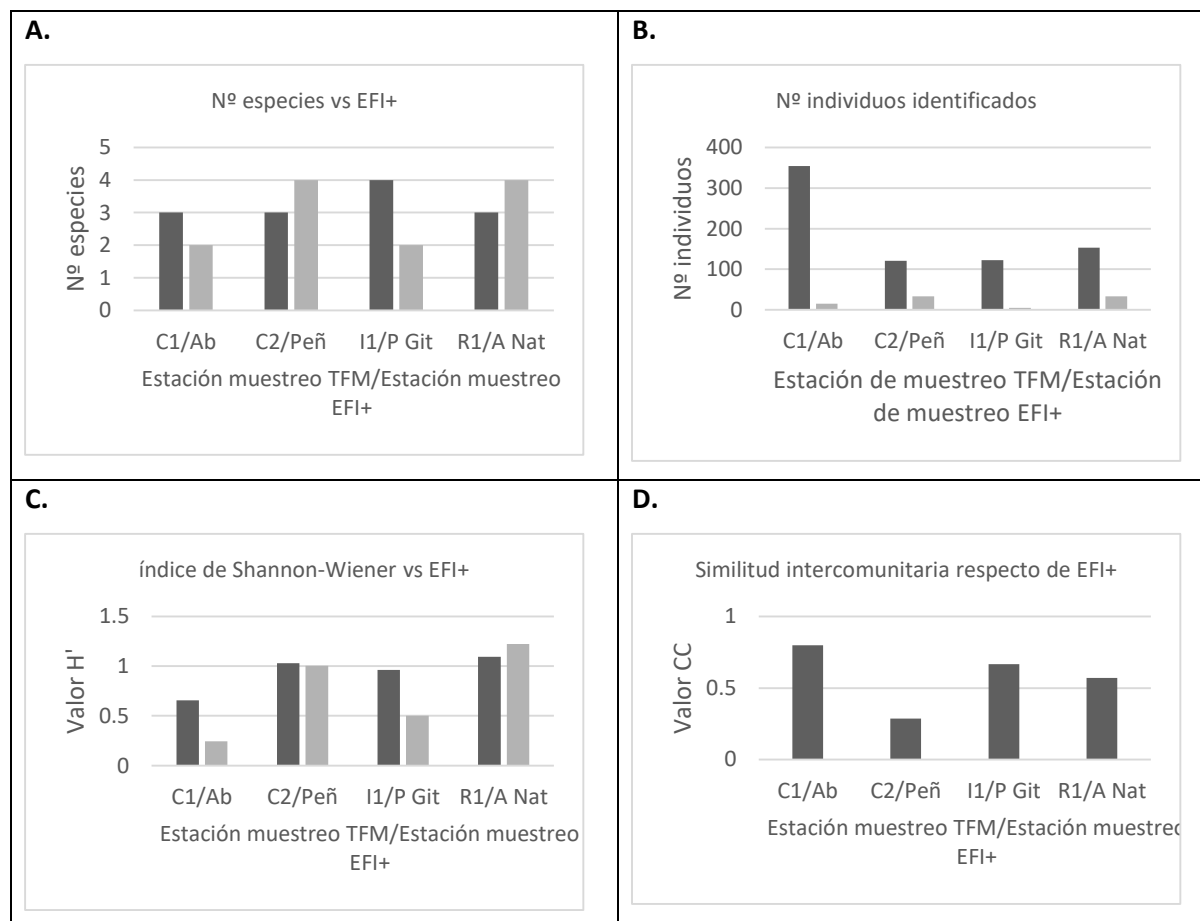 A.
Nº especies vs EFI+
Nº especies
5
4
3
2
1
0
C1/Ab C2/Peñ I1/P Git R1/A Nat
Estación muestreo TFM/Estación muestreo
EFI+
B.
Nº individuos identificados
Nº individuos
400
300
200
100
0
C1/Ab C2/Peñ I1/P Git R1/A Nat
Estación de muestreo TFM/Estación
de muestreo EFI+
C.
índice de Shannon-Wiener vs EFI+
Valor H'
1.5
1
0.5
0
C1/Ab C2/Peñ I1/P Git R1/A Nat
Estación muestreo TFM/Estación muestreo
EFI+
D.
Similitud intercomunitaria respecto de EFI+
Valor CC
1
0.5
0
C1/Ab C2/Peñ I1/P Git R1/A Nat
Estación muestreo TFM/Estación muestreo
EFI+